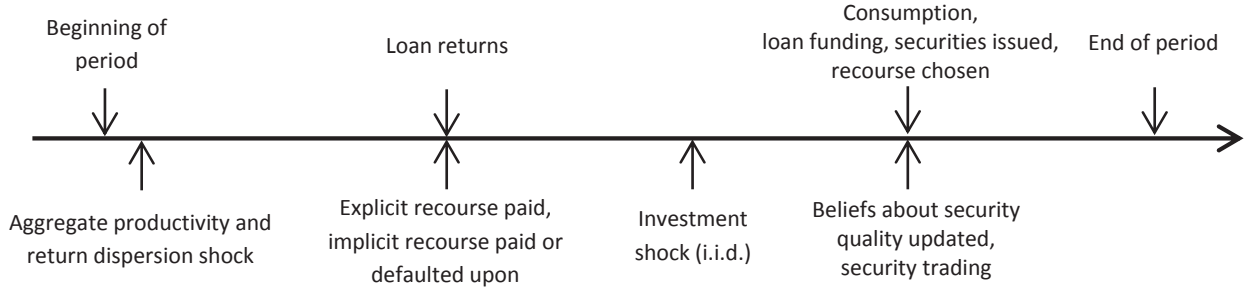 Beginning of
period
Loan returns
Consumption,
loan funding, securities issued,
recourse chosen
End of period
Aggregate productivity and
return dispersion shock
Explicit recourse paid,
implicit recourse paid or
defaulted upon
Investment
shock (i.i.d.)
Beliefs about security
quality updated,
security trading